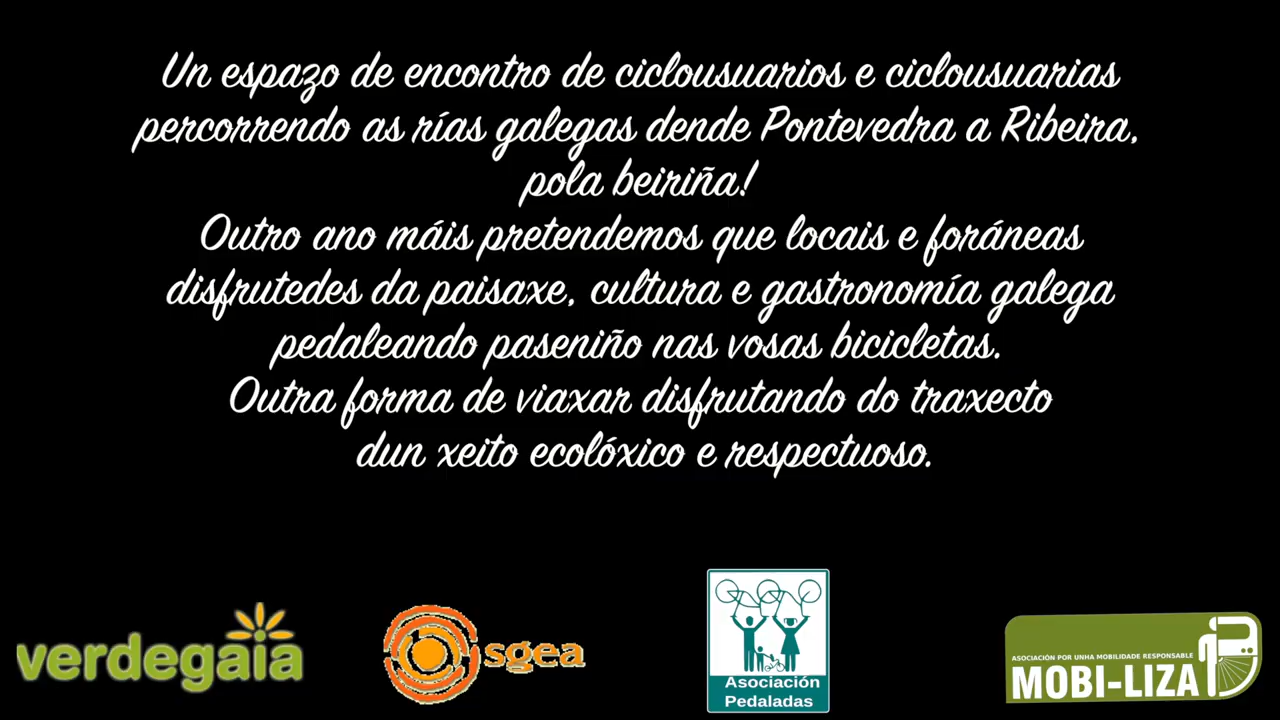 Un espazo de encontro de ciclousuarios e ciclousuarias
percorrendo as rías galegas dende Pontevedra a Ribeira,
pola beiriña!
Outro ano máis pretendemos que locais e foráneas
disfrutedes da paisaxe, cultura e gastronomía galega
pedaleando paseniño nas vosas bicicletas.
Outra forma de viaxar disfrutando do traxecto
dun xeito ecolóxico e respectuoso.
verdegaia
sgea
Asociación
Pedaladas
ASOCIACIÓN POR UNHA MOBILIDADE RESPONSABLE
MOBI-LIZA